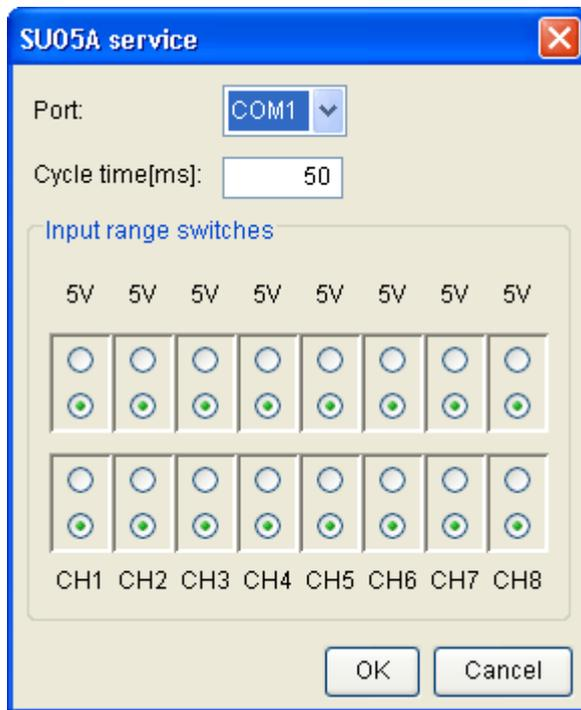 SU05A service
Port: COM1
Cycle time[ms]: 50
Input range switches
5V 5V 5V 5V 5V 5V 5V 5V
CH1 CH2 CH3 CH4 CH5 CH6 CH7 CH8
OK Cancel